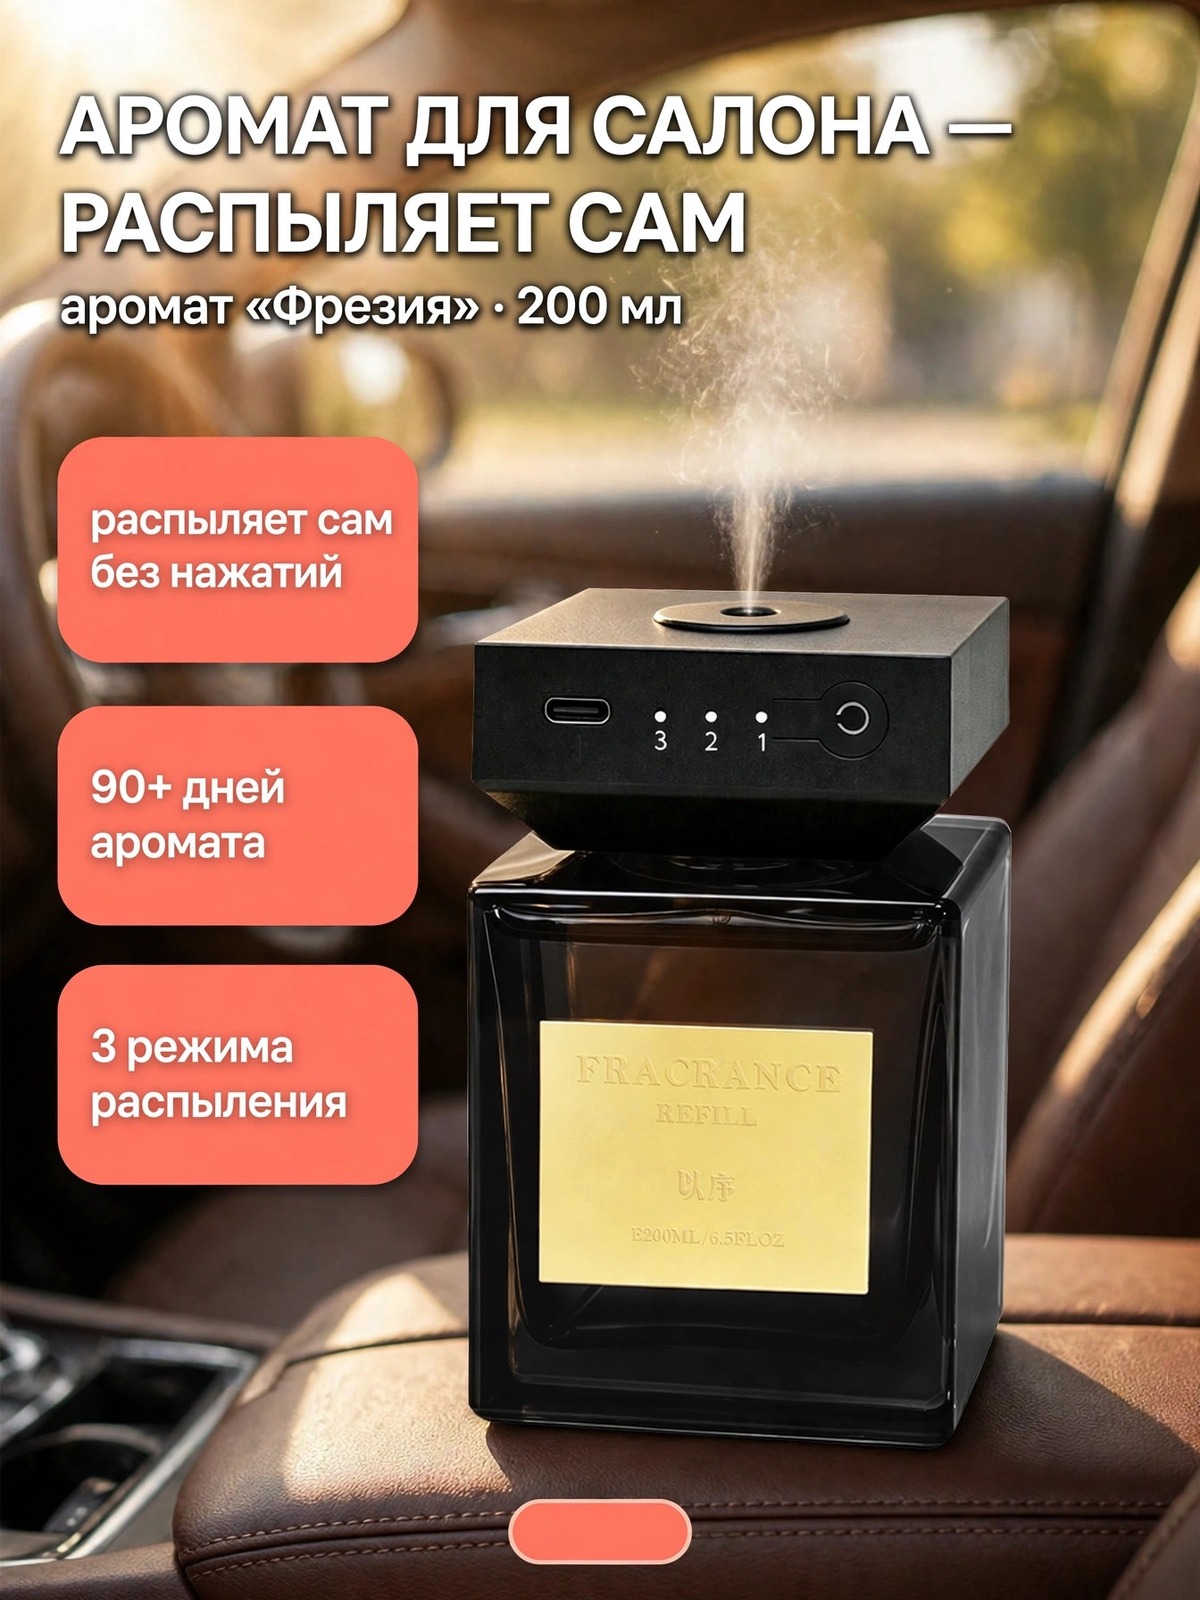 АРОМАТ ДЛЯ САЛОНА —
РАСПЫЛЯЕТ САМ
аромат «Фрезия» · 200 мл
распыляет сам
без нажатий
90+ дней
аромата
3 режима
распыления
3 2 1
FRAGRANCE
REFILL
以序
E200ML/6.5FLOZ